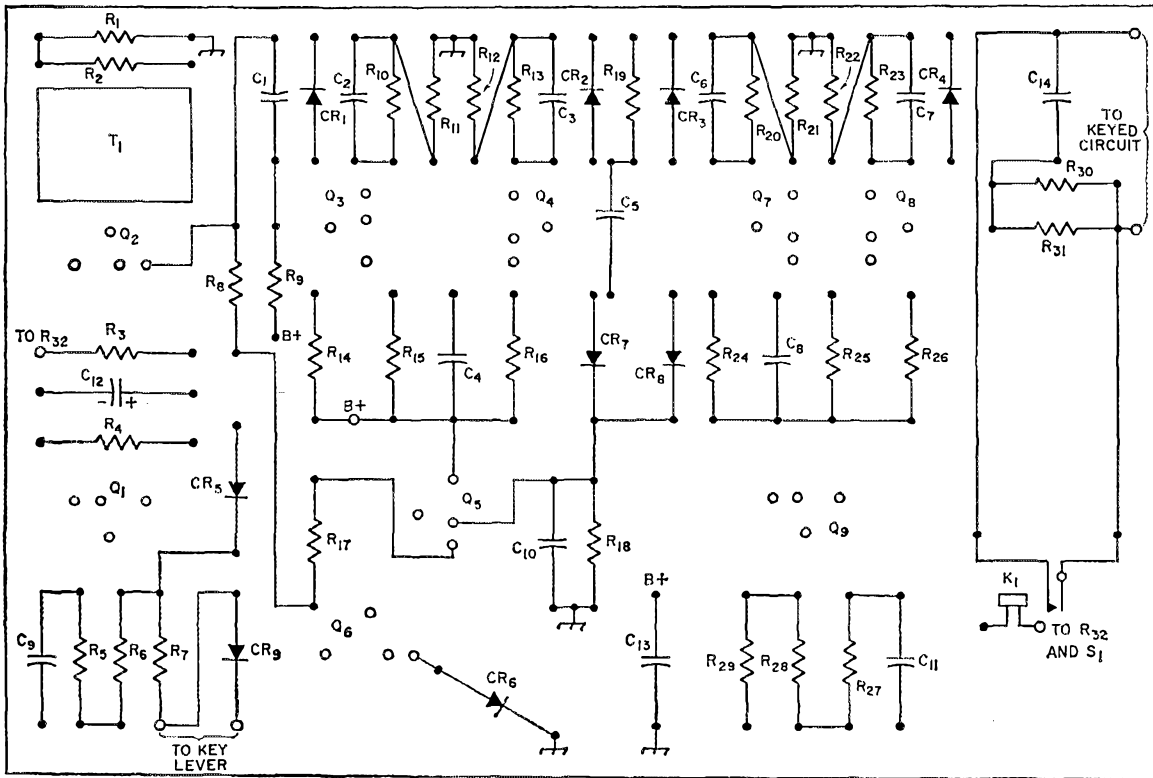 R1
R2
T1
C1
CR1
C2
R10
R11
R12
R13
C3
CR2
R19
CR3
C6
R20
R21
R22
R23
C7
CR4
C14
TO
KEYED
CIRCUIT
R30
R31
Q2
Q3
Q4
C5
Q7
Q8
R8
R9
B+
TO R32
R3
C12
- +
R4
R14
B+
R15
C4
R16
CR7
CR8
R24
C8
R25
R26
Q1
CR5
R17
Q5
C10
R18
Q9
C9
R5
R6
R7
CR9
TO KEY
LEVER
Q6
CR6
B+
C13
R29
R28
R27
C11
K1
TO R32
AND S1